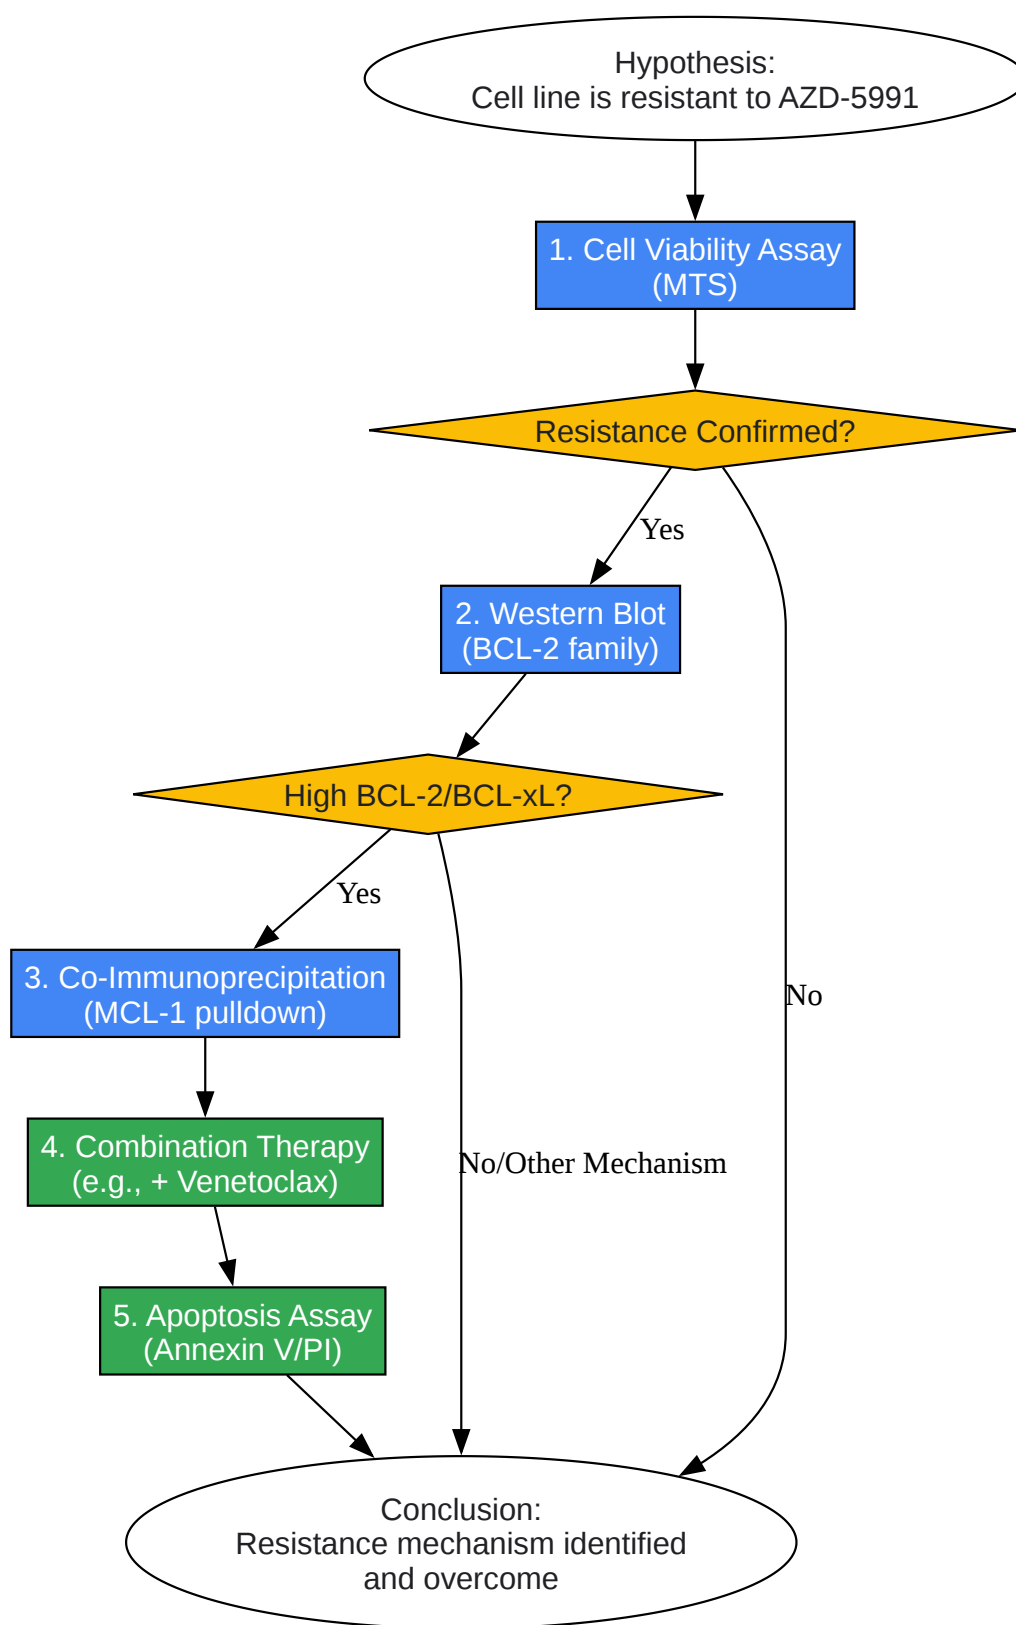 Hypothesis:
Cell line is resistant to AZD-5991
1. Cell Viability Assay
(MTS)
Resistance Confirmed?
Yes
2. Western Blot
(BCL-2 family)
High BCL-2/BCL-xL?
Yes
3. Co-Immunoprecipitation
(MCL-1 pulldown)
No
4. Combination Therapy
(e.g., + Venetoclax)
No/Other Mechanism
5. Apoptosis Assay
(Annexin V/PI)
Conclusion:
Resistance mechanism identified
and overcome